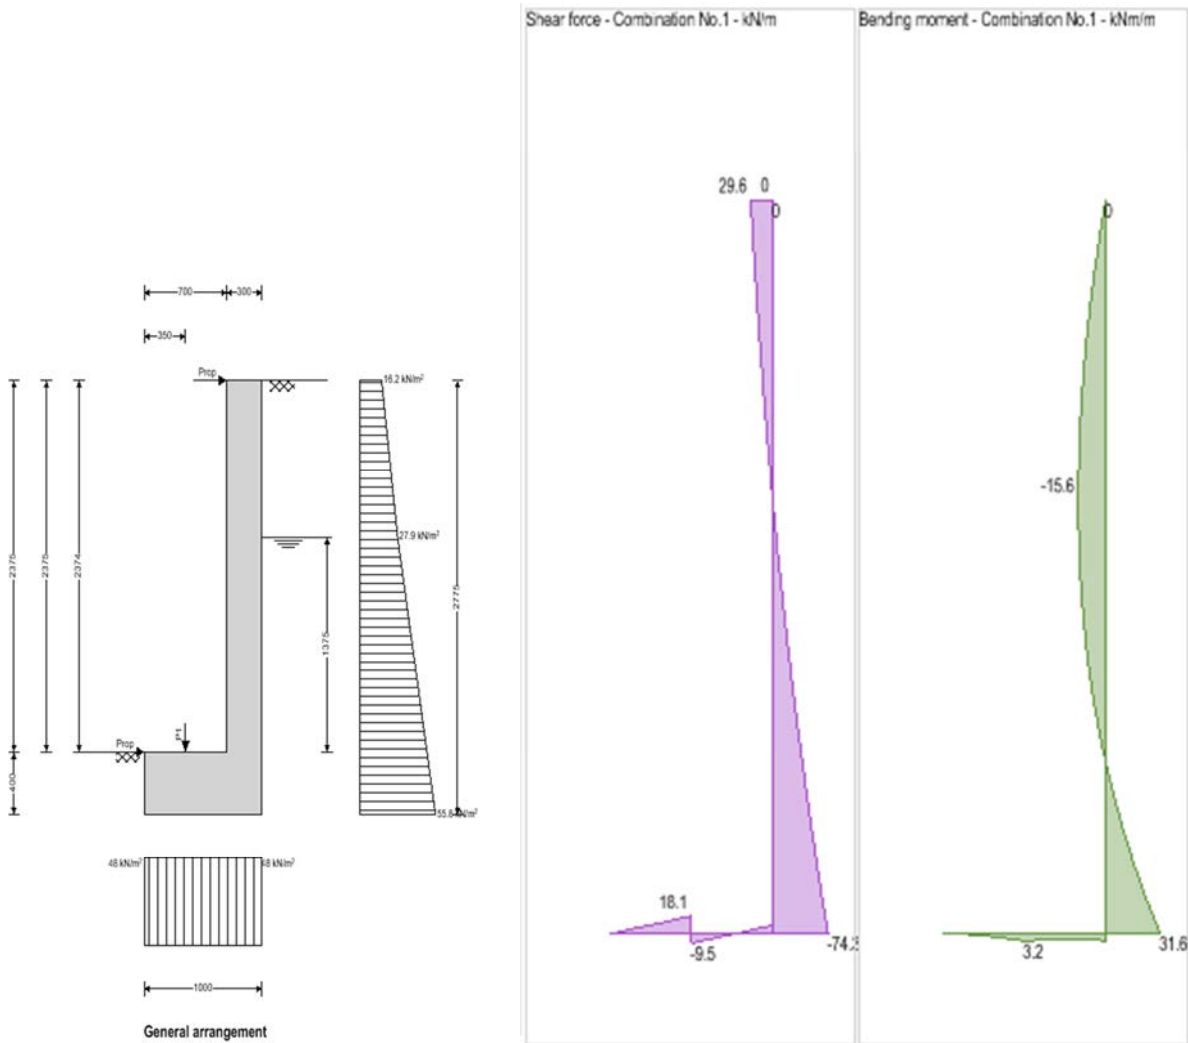 Shear force - Combination No.1 - kN/m
Bending moment - Combination No.1 - kNm/m
29.6 0
0
0
700
300
350
Prop
16.2 kN/m²
-15.6
27.9 kN/m²
2375
2375
2374
1375
2775
Prop
P1
400
55.8 kN/m²
48 kN/m²
48 kN/m²
18.1
-9.5
-74.3
3.2
31.6
1000
General arrangement